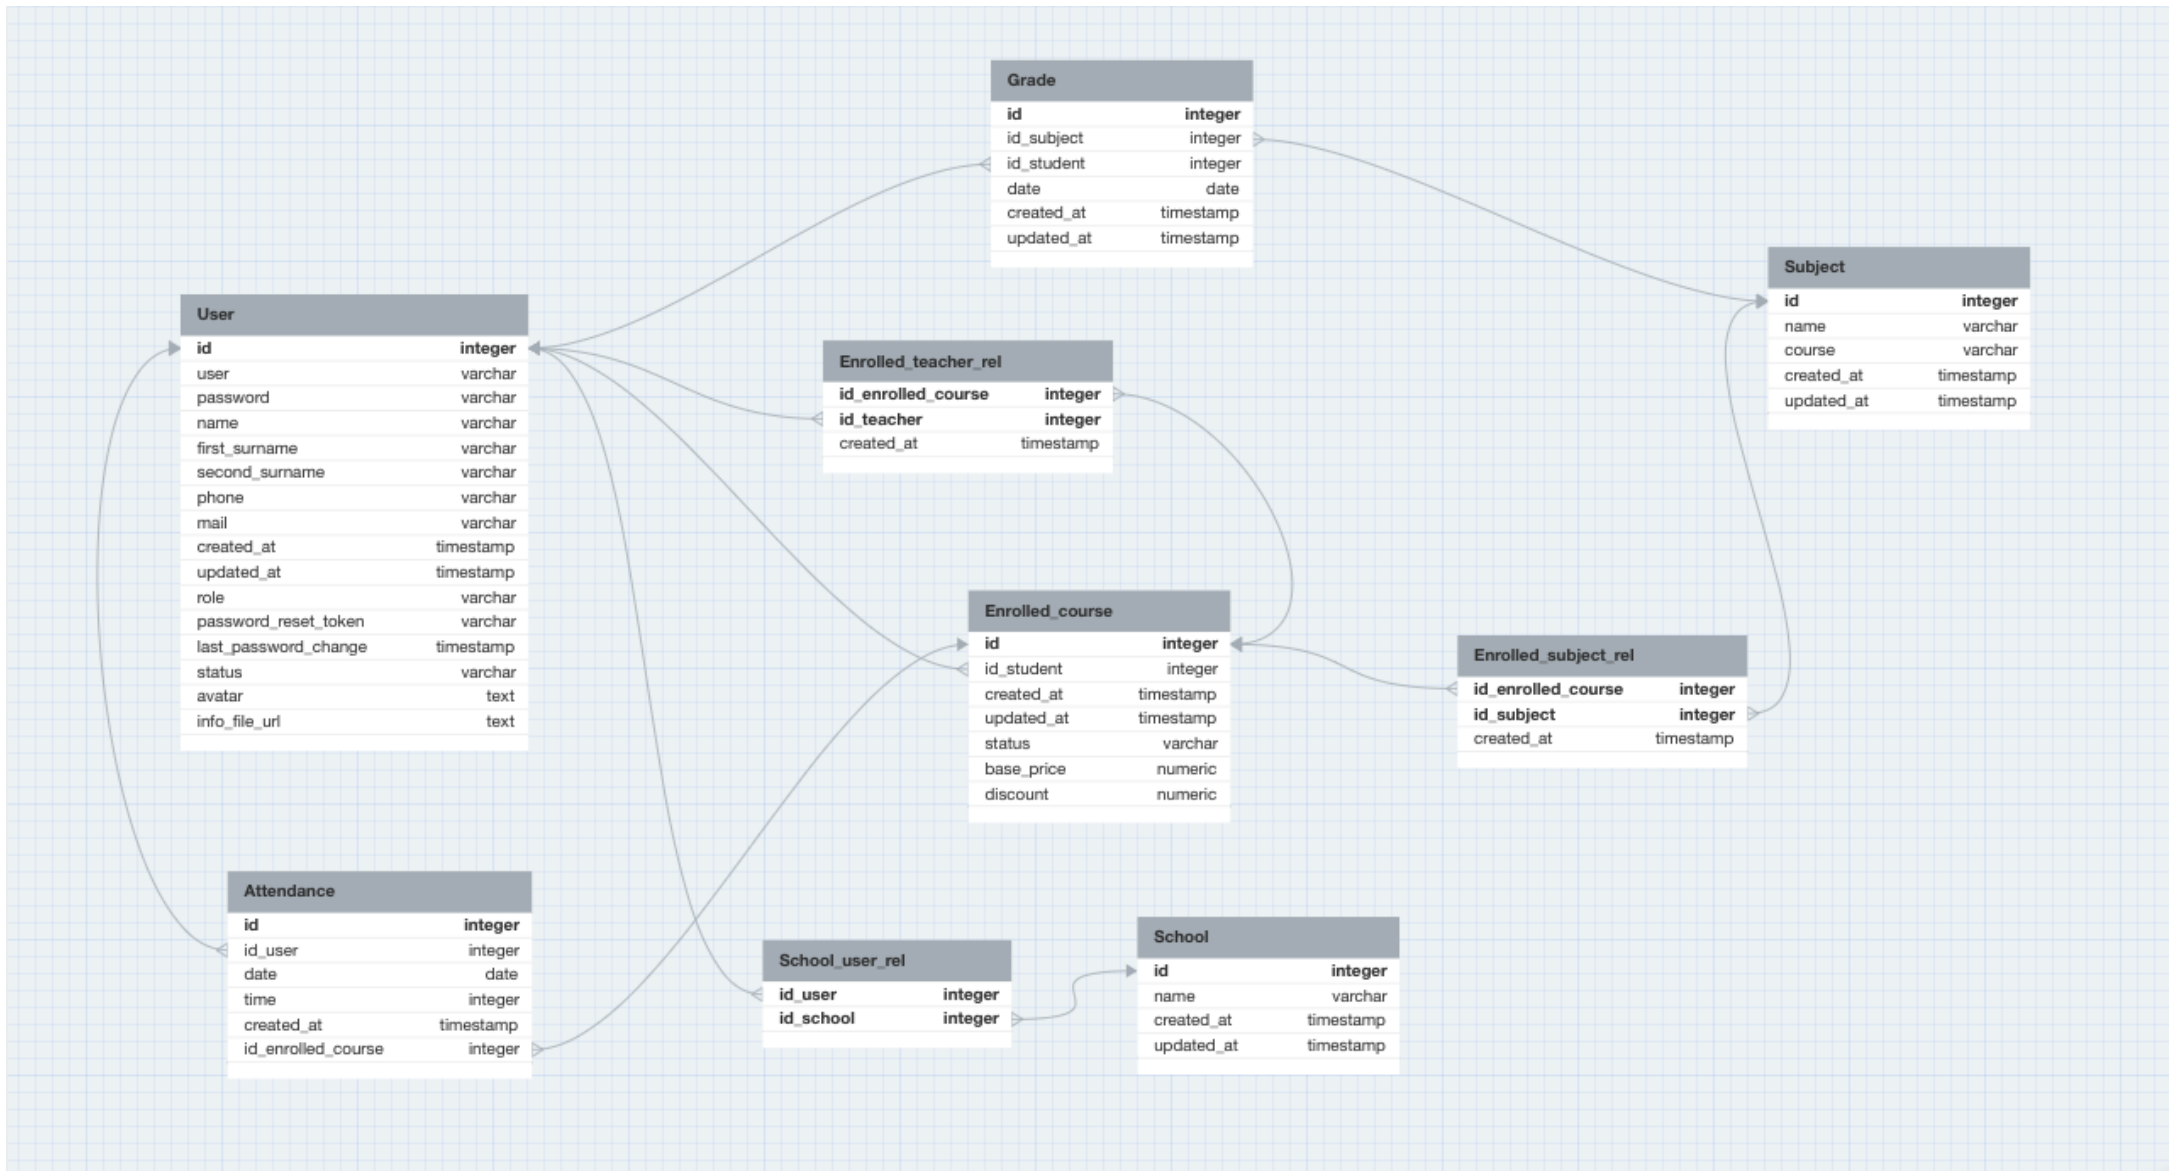 Grade
id integer
id_subject integer
id_student integer
date date
created_at timestamp
updated_at timestamp
Subject
id integer
name varchar
course varchar
created_at timestamp
updated_at timestamp
User
id integer
user varchar
password varchar
name varchar
first_surname varchar
second_surname varchar
phone varchar
mail varchar
created_at timestamp
updated_at timestamp
role varchar
password_reset_token varchar
last_password_change timestamp
status varchar
avatar text
info_file_url text
Enrolled_teacher_rel
id_enrolled_course integer
id_teacher integer
created_at timestamp
Enrolled_course
id integer
id_student integer
created_at timestamp
updated_at timestamp
status varchar
base_price numeric
discount numeric
Enrolled_subject_rel
id_enrolled_course integer
id_subject integer
created_at timestamp
Attendance
id integer
id_user integer
date date
time integer
created_at timestamp
id_enrolled_course integer
School_user_rel
id_user integer
id_school integer
School
id integer
name varchar
created_at timestamp
updated_at timestamp